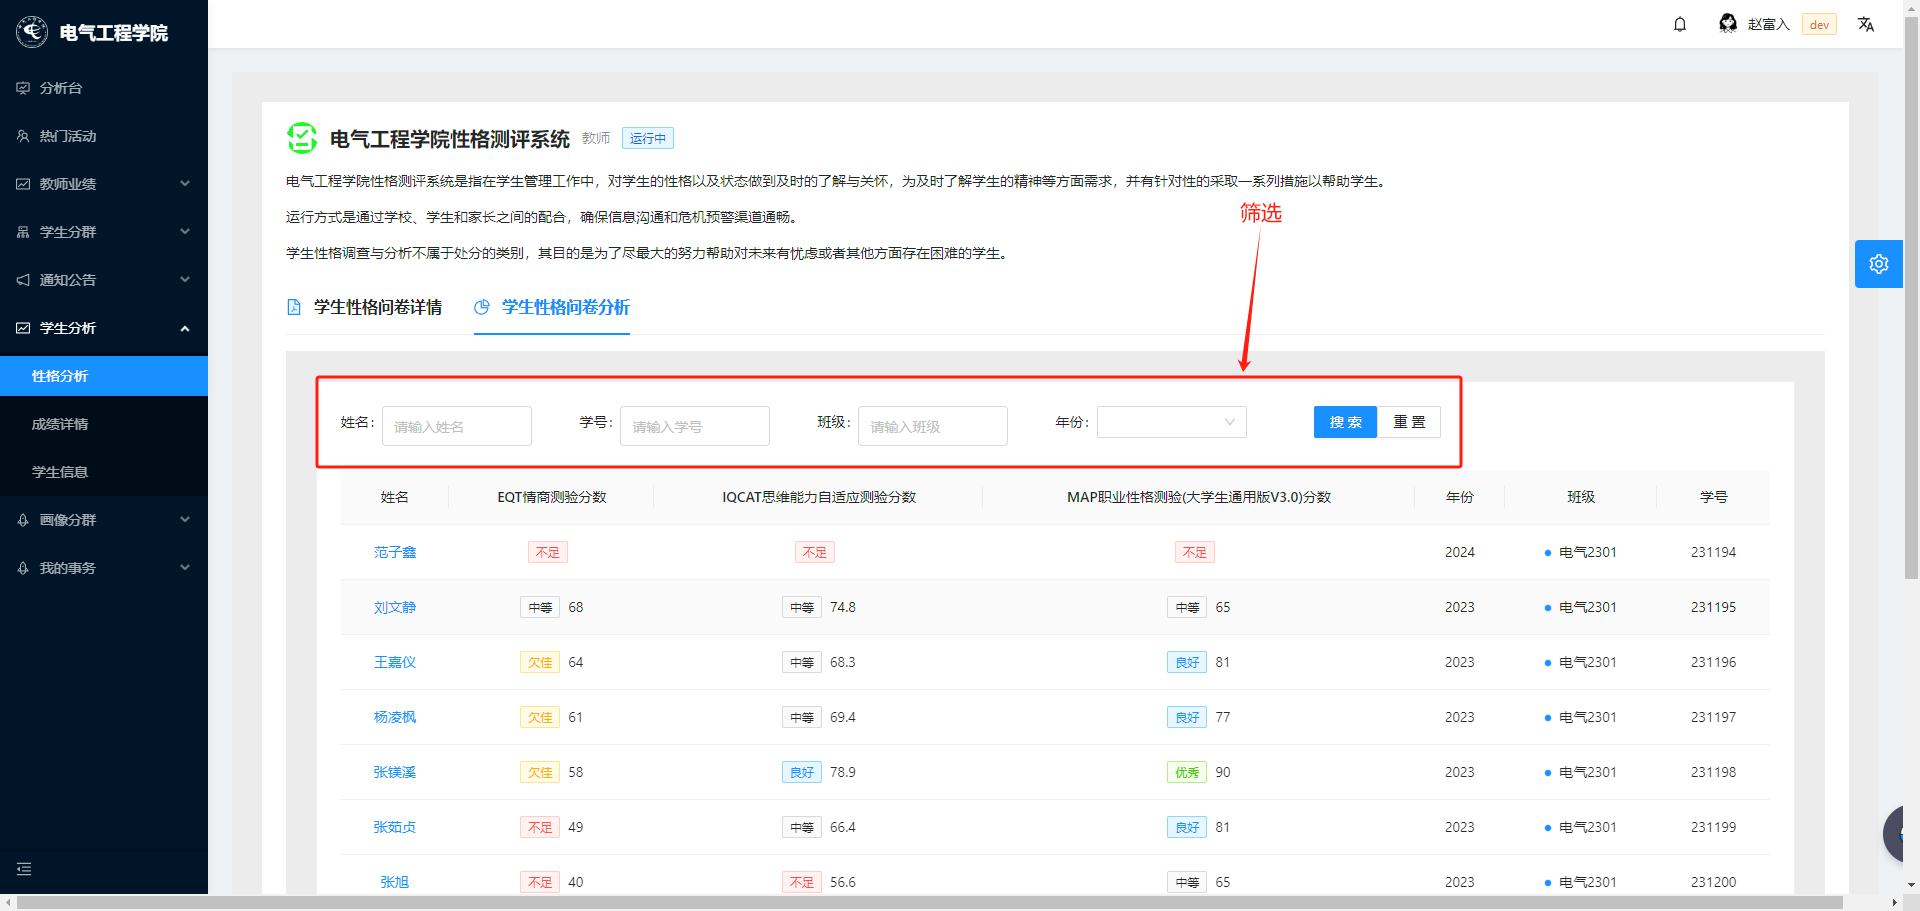 电气工程学院
赵富入
dev
分析台
热门活动
教师业绩
学生分群
通知公告
学生分析
性格分析
成绩详情
学生信息
画像分群
我的事务
电气工程学院性格测评系统 教师 运行中
电气工程学院性格测评系统是指在学生管理工作中，对学生的性格以及状态做到及时的了解与关怀，为及时了解学生的精神等方面需求，并有针对性的采取一系列措施以帮助学生。
运行方式是通过学校、学生和家长之间的配合，确保信息沟通和危机预警渠道通畅。
筛选
学生性格调查与分析不属于处分的类别，其目的是为了尽最大的努力帮助对未来有忧虑或者其他方面存在困难的学生。
学生性格问卷详情 学生性格问卷分析
姓名: 请输入姓名 学号: 请输入学号 班级: 请输入班级 年份: 搜 索 重 置
姓名 EQT情商测验分数 IQCAT思维能力自适应测验分数 MAP职业性格测验(大学生通用版V3.0)分数 年份 班级 学号
范子鑫 不足 不足 不足 2024 电气2301 231194
刘文静 中等 68 中等 74.8 中等 65 2023 电气2301 231195
王嘉仪 欠佳 64 中等 68.3 良好 81 2023 电气2301 231196
杨凌枫 欠佳 61 中等 69.4 良好 77 2023 电气2301 231197
张镁溪 欠佳 58 良好 78.9 优秀 90 2023 电气2301 231198
张茹贞 不足 49 中等 66.4 良好 81 2023 电气2301 231199
张旭 不足 40 不足 56.6 中等 65 2023 电气2301 231200